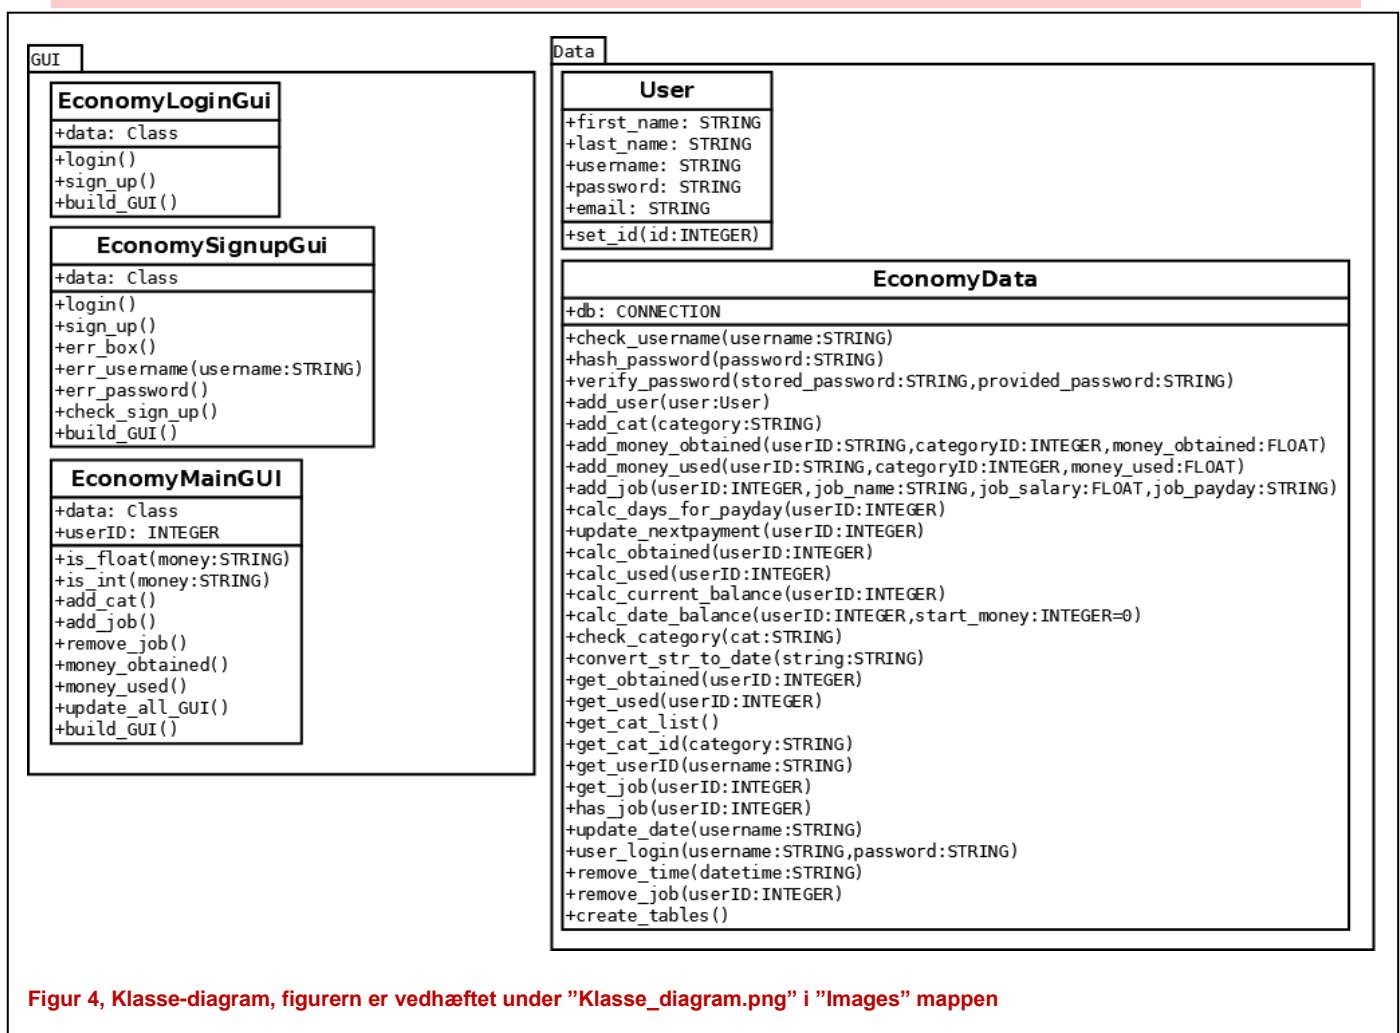 GUI
EconomyLoginGui
+data: Class
+login()
+sign_up()
+build_GUI()
EconomySignupGui
+data: Class
+login()
+sign_up()
+err_box()
+err_username(username:STRING)
+err_password()
+check_sign_up()
+build_GUI()
EconomyMainGUI
+data: Class
+userID: INTEGER
+is_float(money:STRING)
+is_int(money:STRING)
+add_cat()
+add_job()
+remove_job()
+money_obtained()
+money_used()
+update_all_GUI()
+build_GUI()
Data
User
+first_name: STRING
+last_name: STRING
+username: STRING
+password: STRING
+email: STRING
+set_id(id:INTEGER)
EconomyData
+db: CONNECTION
+check_username(username:STRING)
+hash_password(password:STRING)
+verify_password(stored_password:STRING,provided_password:STRING)
+add_user(user:User)
+add_cat(category:STRING)
+add_money_obtained(userID:STRING,categoryID:INTEGER,money_obtained:FLOAT)
+add_money_used(userID:STRING,categoryID:INTEGER,money_used:FLOAT)
+add_job(userID:INTEGER,job_name:STRING,job_salary:FLOAT,job_payday:STRING)
+calc_days_for_payday(userID:INTEGER)
+update_nextpayment(userID:INTEGER)
+calc_obtained(userID:INTEGER)
+calc_used(userID:INTEGER)
+calc_current_balance(userID:INTEGER)
+calc_date_balance(userID:INTEGER,start_money:INTEGER=0)
+check_category(cat:STRING)
+convert_str_to_date(string:STRING)
+get_obtained(userID:INTEGER)
+get_used(userID:INTEGER)
+get_cat_list()
+get_cat_id(category:STRING)
+get_userID(username:STRING)
+get_job(userID:INTEGER)
+has_job(userID:INTEGER)
+update_date(username:STRING)
+user_login(username:STRING,password:STRING)
+remove_time(datetime:STRING)
+remove_job(userID:INTEGER)
+create_tables()
Figur 4, Klasse-diagram, figurern er vedhæftet under ”Klasse_diagram.png” i ”Images” mappen